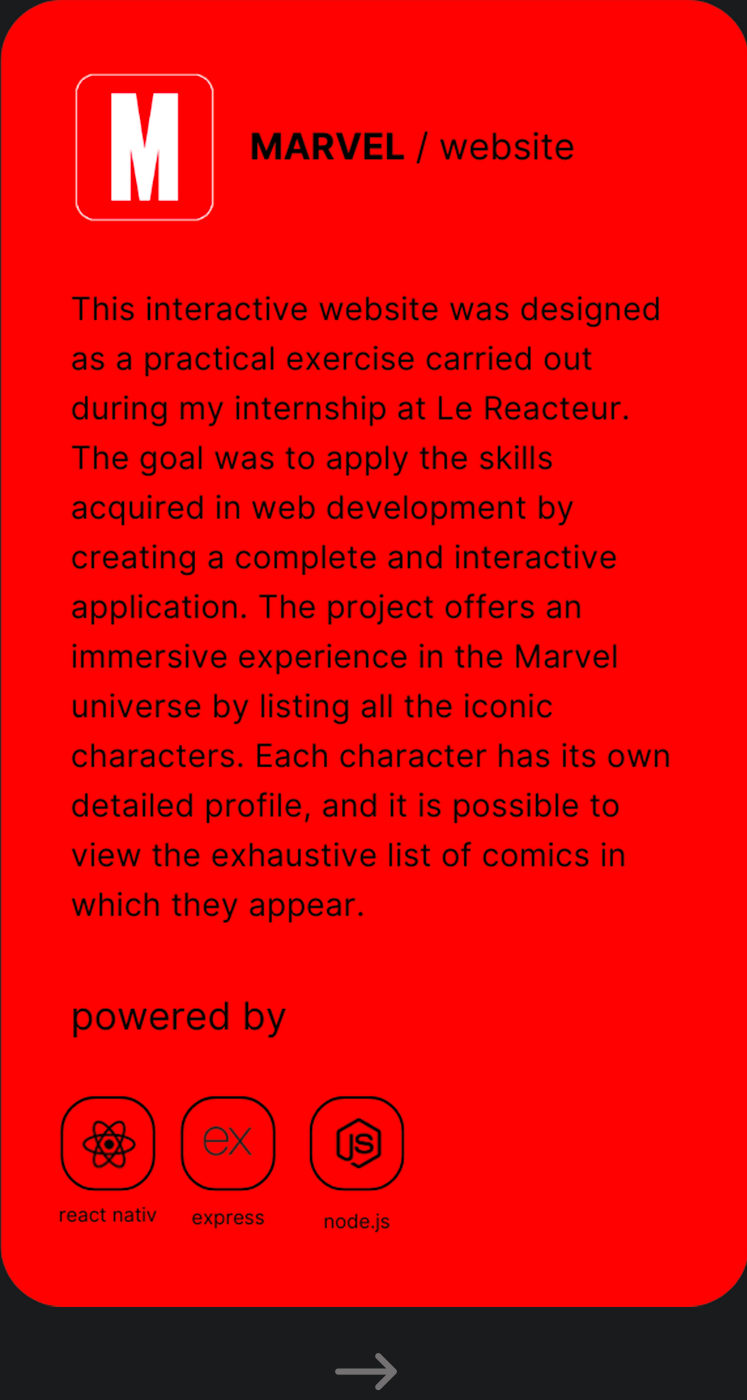 M
MARVEL / website
This interactive website was designed
as a practical exercise carried out
during my internship at Le Reacteur.
The goal was to apply the skills
acquired in web development by
creating a complete and interactive
application. The project offers an
immersive experience in the Marvel
universe by listing all the iconic
characters. Each character has its own
detailed profile, and it is possible to
view the exhaustive list of comics in
which they appear.
powered by
ex JS
react nativ express node.js